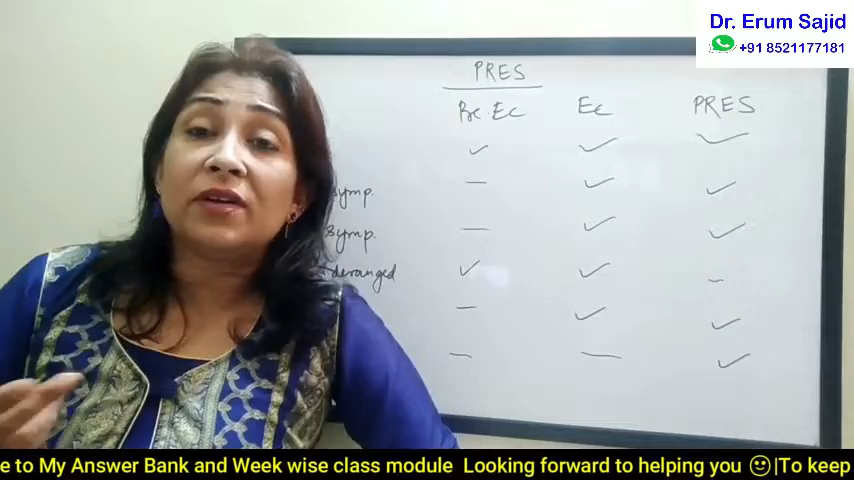 Dr. Erum Sajid
+91 8521177181
PRES
Pr. Ec Ec PRES
✓ ✓ ✓
symp. — ✓ ✓
symp. — ✓ ✓
deranged ✓ ✓ —
— ✓ ✓
— — ✓
e to My Answer Bank and Week wise class module Looking forward to helping you 🙂|To keep